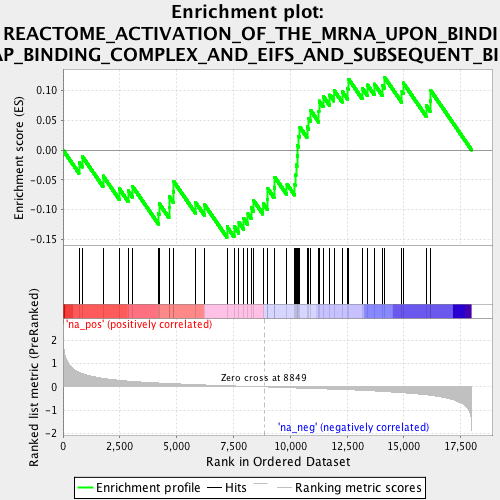 Enrichment plot:
REACTOME_ACTIVATION_OF_THE_MRNA_UPON_BINDI
AP_BINDING_COMPLEX_AND_EIFS_AND_SUBSEQUENT_BI
Enrichment score (ES)
0.10
0.05
0.00
-0.05
-0.10
-0.15
'na_pos' (positively correlated)
Ranked list metric (PreRanked)
2
1
0
-1
-2
Zero cross at 8849
'na_neg' (negatively correlated)
0
2,500
5,000
7,500
10,000
12,500
15,000
17,500
Rank in Ordered Dataset
Enrichment profile
Hits
Ranking metric scores